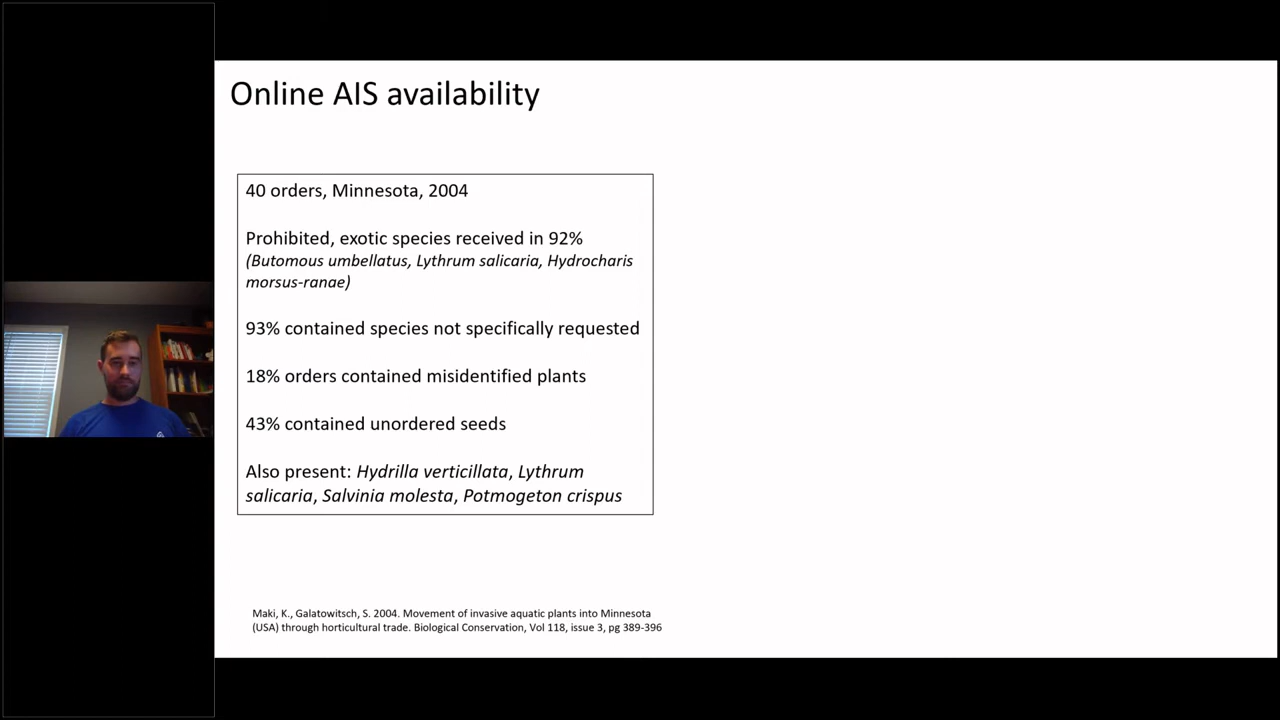 Online AIS availability
40 orders, Minnesota, 2004
Prohibited, exotic species received in 92%
(Butomous umbellatus, Lythrum salicaria, Hydrocharis
morsus-ranae)
93% contained species not specifically requested
18% orders contained misidentified plants
43% contained unordered seeds
Also present: Hydrilla verticillata, Lythrum
salicaria, Salvinia molesta, Potmogeton crispus
Maki, K., Galatowitsch, S. 2004. Movement of invasive aquatic plants into Minnesota
(USA) through horticultural trade. Biological Conservation, Vol 118, issue 3, pg 389-396